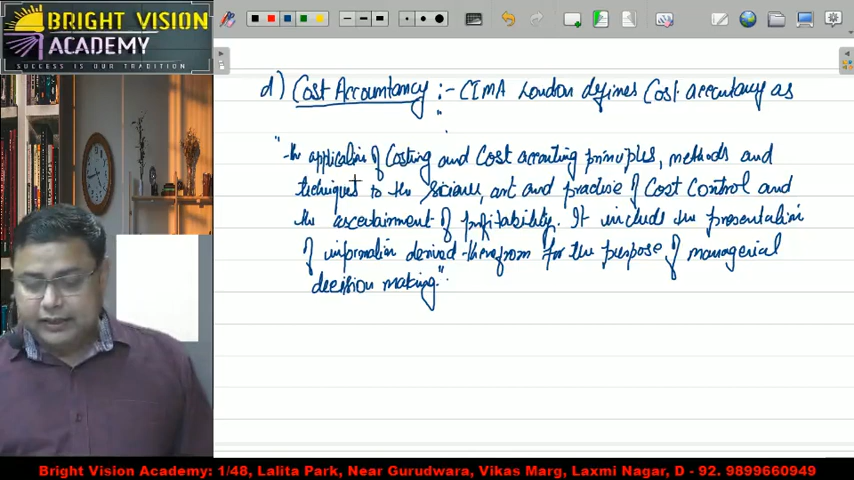 BRIGHT VISION
ACADEMY
SUCCESS IS OUR TRADITION
d) Cost Accountancy :- CIMA London defines Cost accountancy as
"the application of Costing and Cost accounting principles, methods and
techniques to the science, art and practise of Cost Control and
the ascertainment of profitability. It include the presentation
of information derived therefrom for the purpose of managerial
decision making."
Bright Vision Academy: 1/48, Lalita Park, Near Gurudwara, Vikas Marg, Laxmi Nagar, D - 92. 9899660949